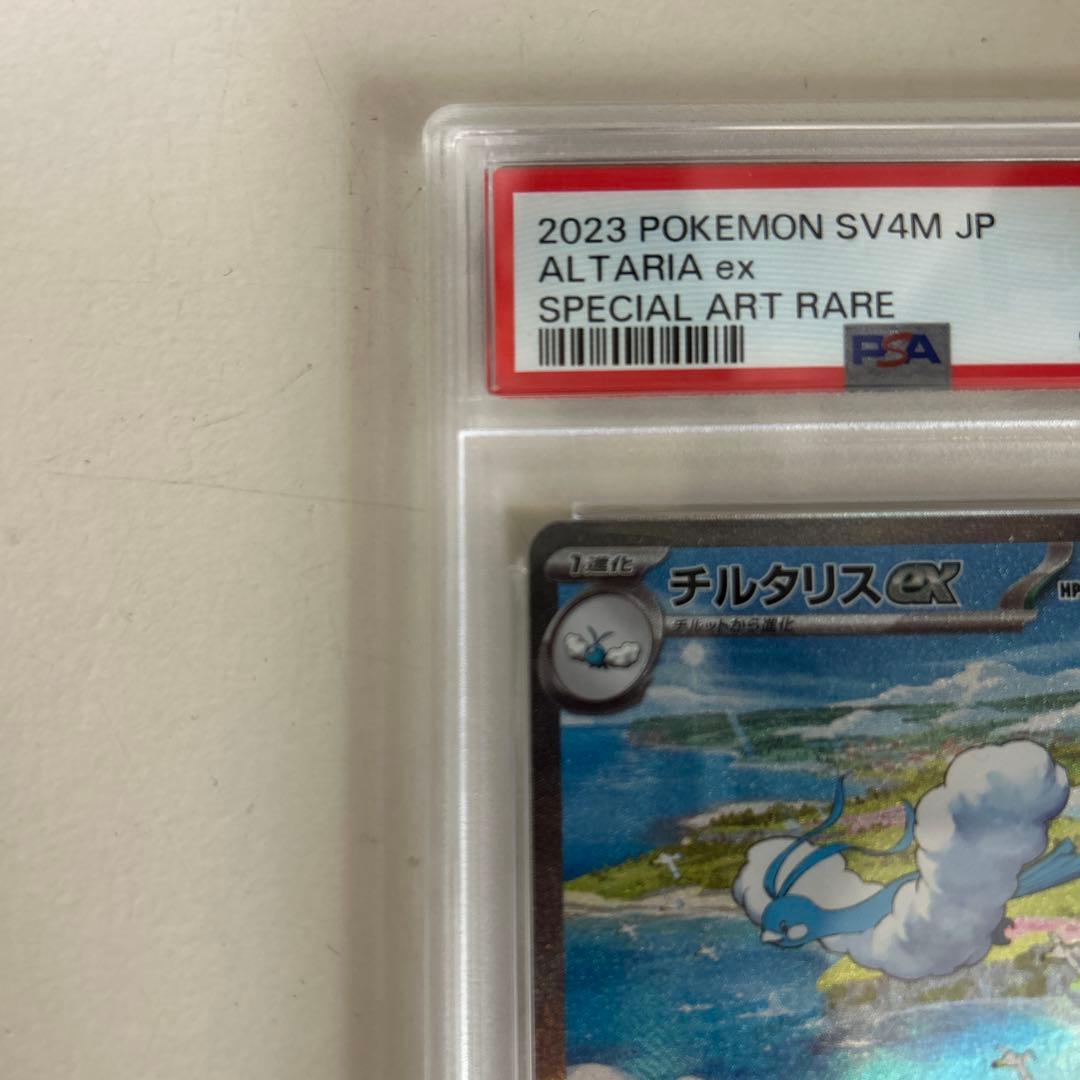 2023 POKEMON SV4M JP
ALTARIA ex
SPECIAL ART RARE
PSA
1進化
チルタリスex
HP
チルットから進化